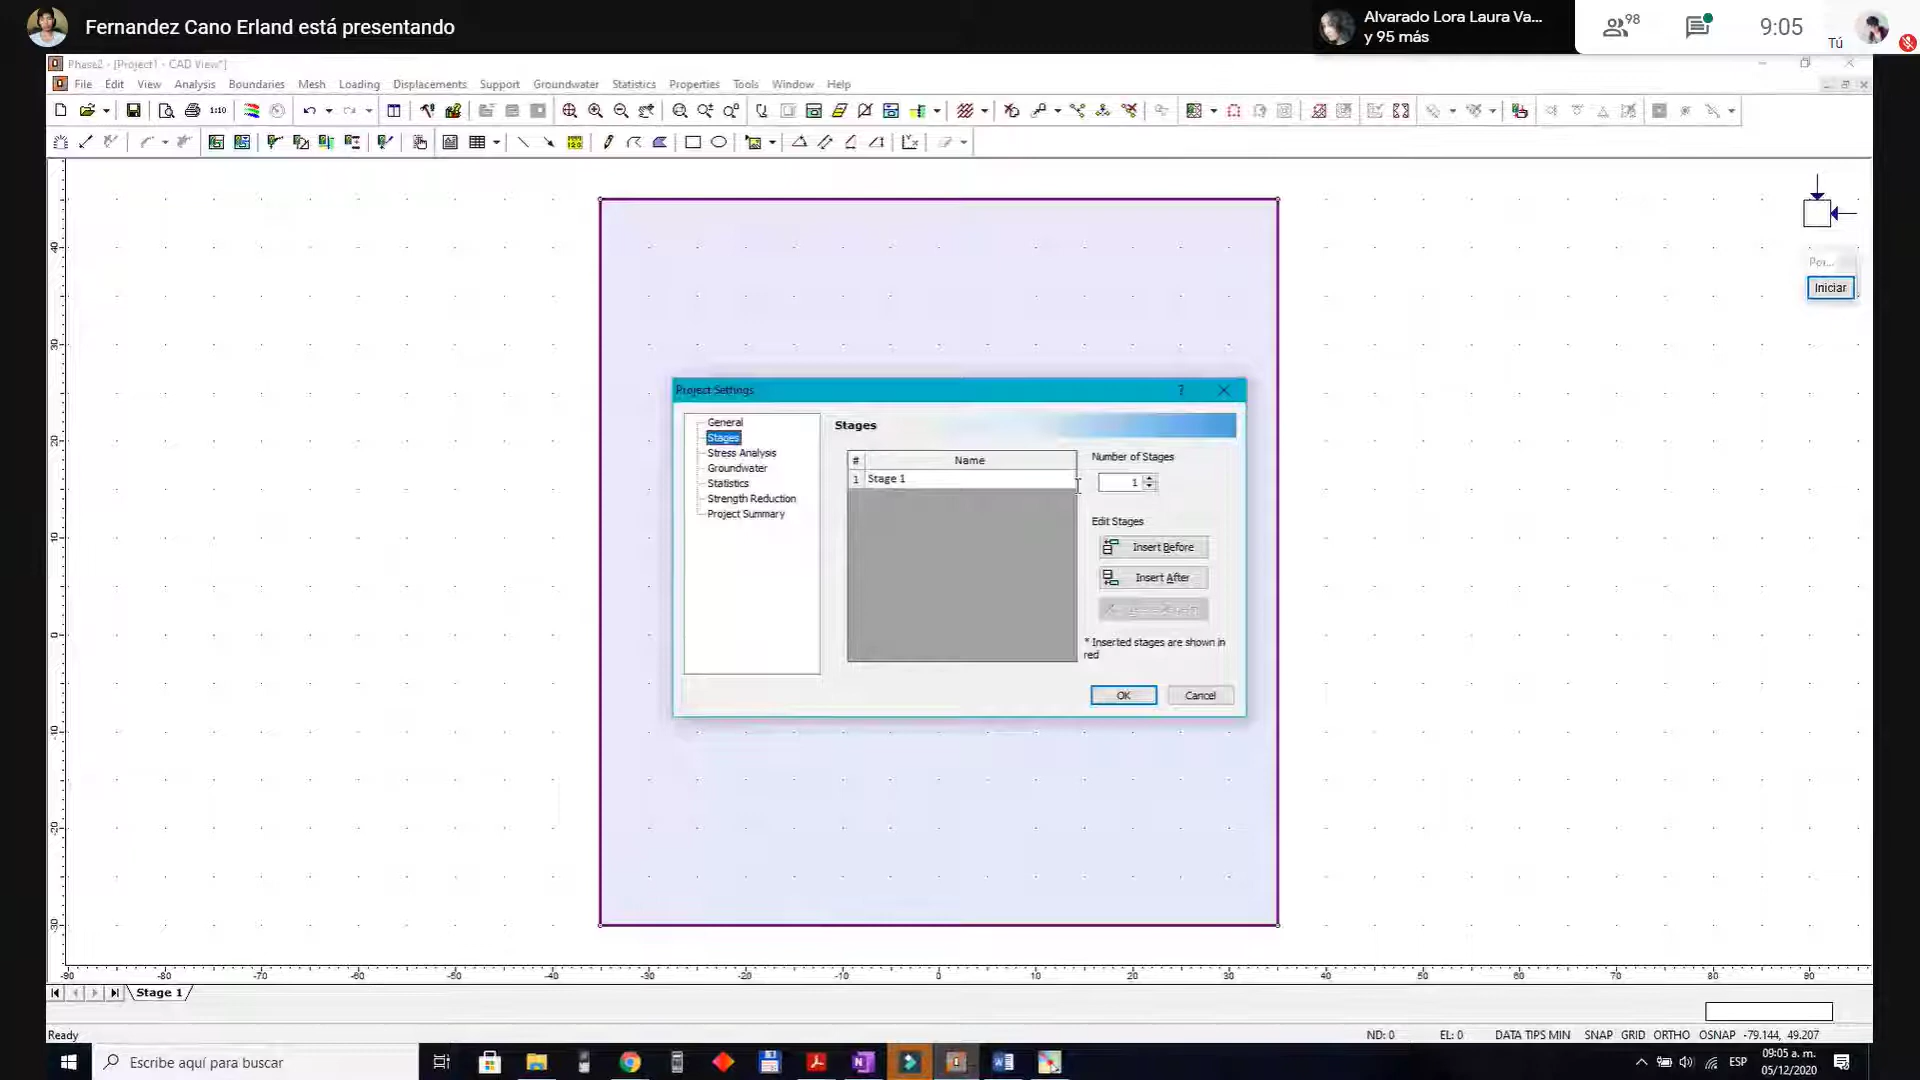 Fernandez Cano Erland está presentando
Alvarado Lora Laura Va...
y 95 más
98
9:05
Tú
Phase2 - [Project1 - CAD View*]
File Edit View Analysis Boundaries Mesh Loading Displacements Support Groundwater Statistics Properties Tools Window Help
1:10
Por...
Iniciar
Project Settings
?
General
Stages
Stress Analysis
Groundwater
Statistics
Strength Reduction
Project Summary
Stages
# Name
1 Stage 1
Number of Stages
1
Edit Stages
Insert Before
Insert After
* Inserted stages are shown in
red
OK Cancel
40
30
20
10
0
-10
-20
-30
-90 -80 -70 -60 -50 -40 -30 -20 -10 0 10 20 30 40 50 60 70 80 90
Stage 1
Ready
ND: 0 EL: 0 DATA TIPS MIN SNAP GRID ORTHO OSNAP -79.144, 49.207
Escribe aquí para buscar
ESP
09:05 a. m.
05/12/2020